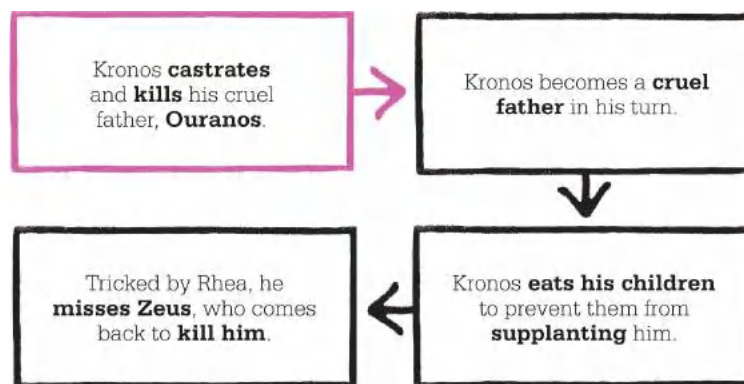 Kronos castrates
and kills his cruel
father, Ouranos.
Kronos becomes a cruel
father in his turn.
Kronos eats his children
to prevent them from
supplanting him.
Tricked by Rhea, he
misses Zeus, who comes
back to kill him.